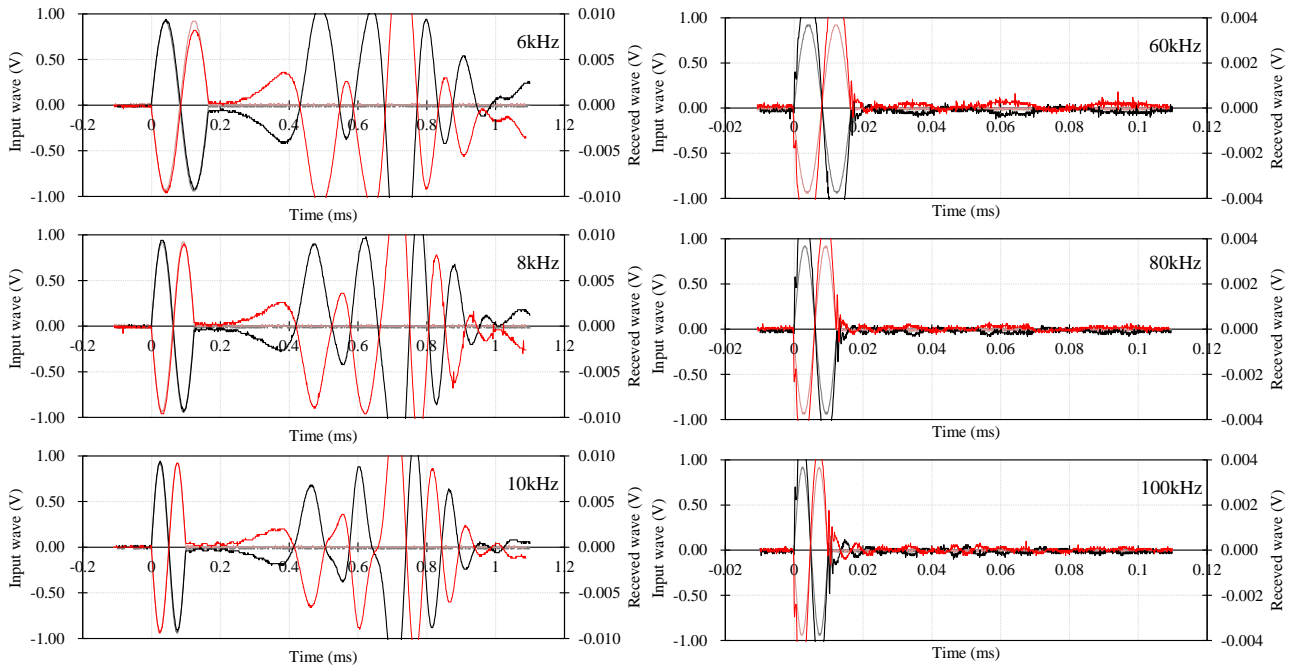 1.00 0.010
6kHz
0.50 0.005
0.00 0.000
-0.2 0 0.2 0.4 0.6 0.8 1 1.2
-0.50 -0.005
-1.00 -0.010
Input wave (V)
Receved wave (V)
Time (ms)
1.00 0.004
60kHz
0.50 0.002
0.00 0.000
-0.02 0 0.02 0.04 0.06 0.08 0.1 0.12
-0.50 -0.002
-1.00 -0.004
Input wave (V)
Receved wave (V)
Time (ms)
1.00 0.010
8kHz
0.50 0.005
0.00 0.000
-0.2 0 0.2 0.4 0.6 0.8 1 1.2
-0.50 -0.005
-1.00 -0.010
Input wave (V)
Receved wave (V)
Time (ms)
1.00 0.004
80kHz
0.50 0.002
0.00 0.000
-0.02 0 0.02 0.04 0.06 0.08 0.1 0.12
-0.50 -0.002
-1.00 -0.004
Input wave (V)
Receved wave (V)
Time (ms)
1.00 0.010
10kHz
0.50 0.005
0.00 0.000
-0.2 0 0.2 0.4 0.6 0.8 1 1.2
-0.50 -0.005
-1.00 -0.010
Input wave (V)
Receved wave (V)
Time (ms)
1.00 0.004
100kHz
0.50 0.002
0.00 0.000
-0.02 0 0.02 0.04 0.06 0.08 0.1 0.12
-0.50 -0.002
-1.00 -0.004
Input wave (V)
Receved wave (V)
Time (ms)